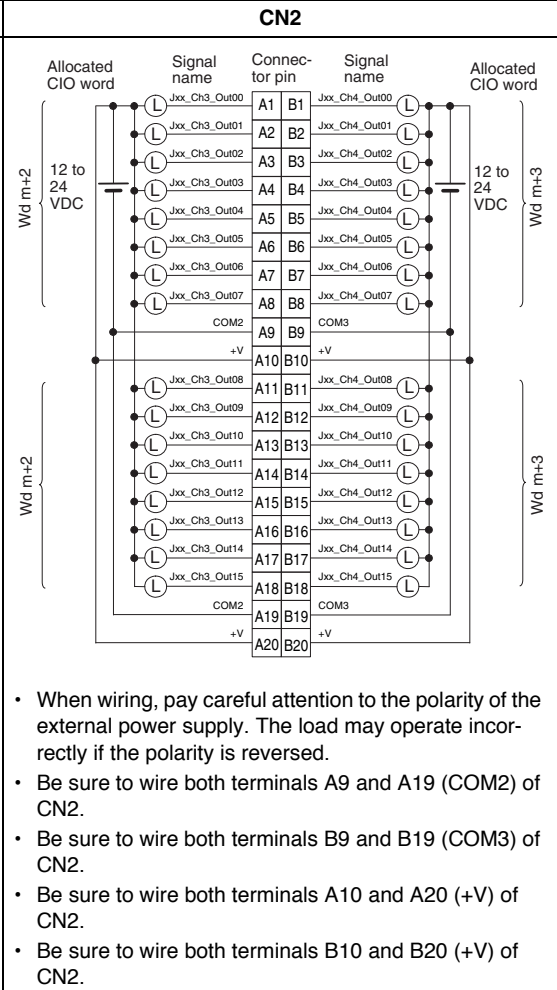 CN2
Allocated CIO word
Signal name
Connec-tor pin
Signal name
Allocated CIO word
Jxx_Ch3_Out00 A1 B1 Jxx_Ch4_Out00
L L
Jxx_Ch3_Out01 A2 B2 Jxx_Ch4_Out01
L L
Jxx_Ch3_Out02 A3 B3 Jxx_Ch4_Out02
L L
Jxx_Ch3_Out03 A4 B4 Jxx_Ch4_Out03
L L
Jxx_Ch3_Out04 A5 B5 Jxx_Ch4_Out04
L L
Jxx_Ch3_Out05 A6 B6 Jxx_Ch4_Out05
L L
Jxx_Ch3_Out06 A7 B7 Jxx_Ch4_Out06
L L
Jxx_Ch3_Out07 A8 B8 Jxx_Ch4_Out07
L L
Wd m+2
12 to 24 VDC
12 to 24 VDC
Wd m+3
COM2 A9 B9 COM3
+V A10 B10 +V
Jxx_Ch3_Out08 A11 B11 Jxx_Ch4_Out08
L L
Jxx_Ch3_Out09 A12 B12 Jxx_Ch4_Out09
L L
Jxx_Ch3_Out10 A13 B13 Jxx_Ch4_Out10
L L
Jxx_Ch3_Out11 A14 B14 Jxx_Ch4_Out11
L L
Jxx_Ch3_Out12 A15 B15 Jxx_Ch4_Out12
L L
Jxx_Ch3_Out13 A16 B16 Jxx_Ch4_Out13
L L
Jxx_Ch3_Out14 A17 B17 Jxx_Ch4_Out14
L L
Jxx_Ch3_Out15 A18 B18 Jxx_Ch4_Out15
L L
Wd m+2
Wd m+3
COM2 A19 B19 COM3
+V A20 B20 +V
• When wiring, pay careful attention to the polarity of the
external power supply. The load may operate incor-
rectly if the polarity is reversed.
• Be sure to wire both terminals A9 and A19 (COM2) of
CN2.
• Be sure to wire both terminals B9 and B19 (COM3) of
CN2.
• Be sure to wire both terminals A10 and A20 (+V) of
CN2.
• Be sure to wire both terminals B10 and B20 (+V) of
CN2.